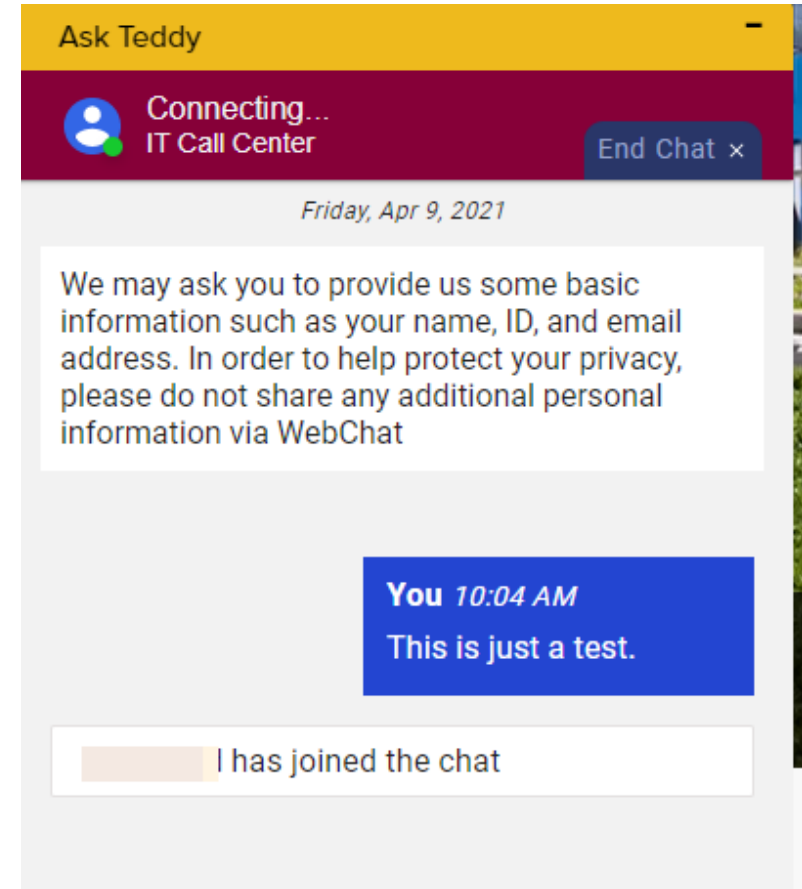 Ask Teddy
Connecting...
IT Call Center
End Chat ×
Friday, Apr 9, 2021
We may ask you to provide us some basic
information such as your name, ID, and email
address. In order to help protect your privacy,
please do not share any additional personal
information via WebChat
You 10:04 AM
This is just a test.
has joined the chat